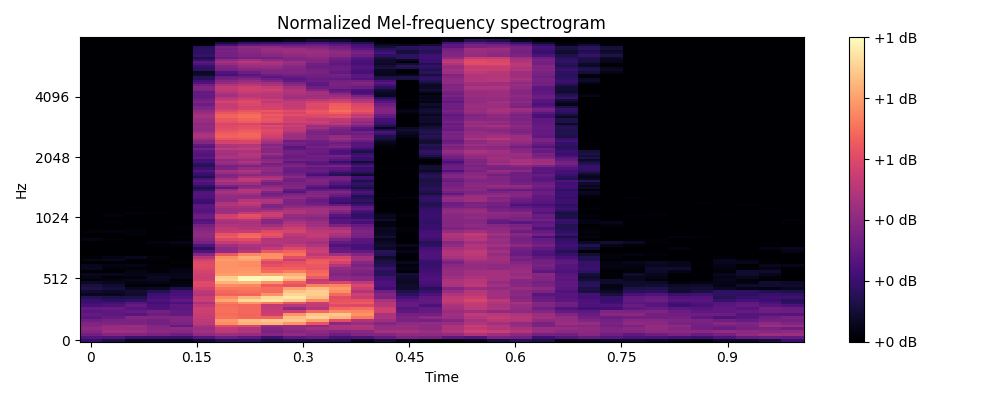 Normalized Mel-frequency spectrogram
Hz
4096
2048
1024
512
0
0 0.15 0.3 0.45 0.6 0.75 0.9
Time
+1 dB
+1 dB
+1 dB
+0 dB
+0 dB
+0 dB